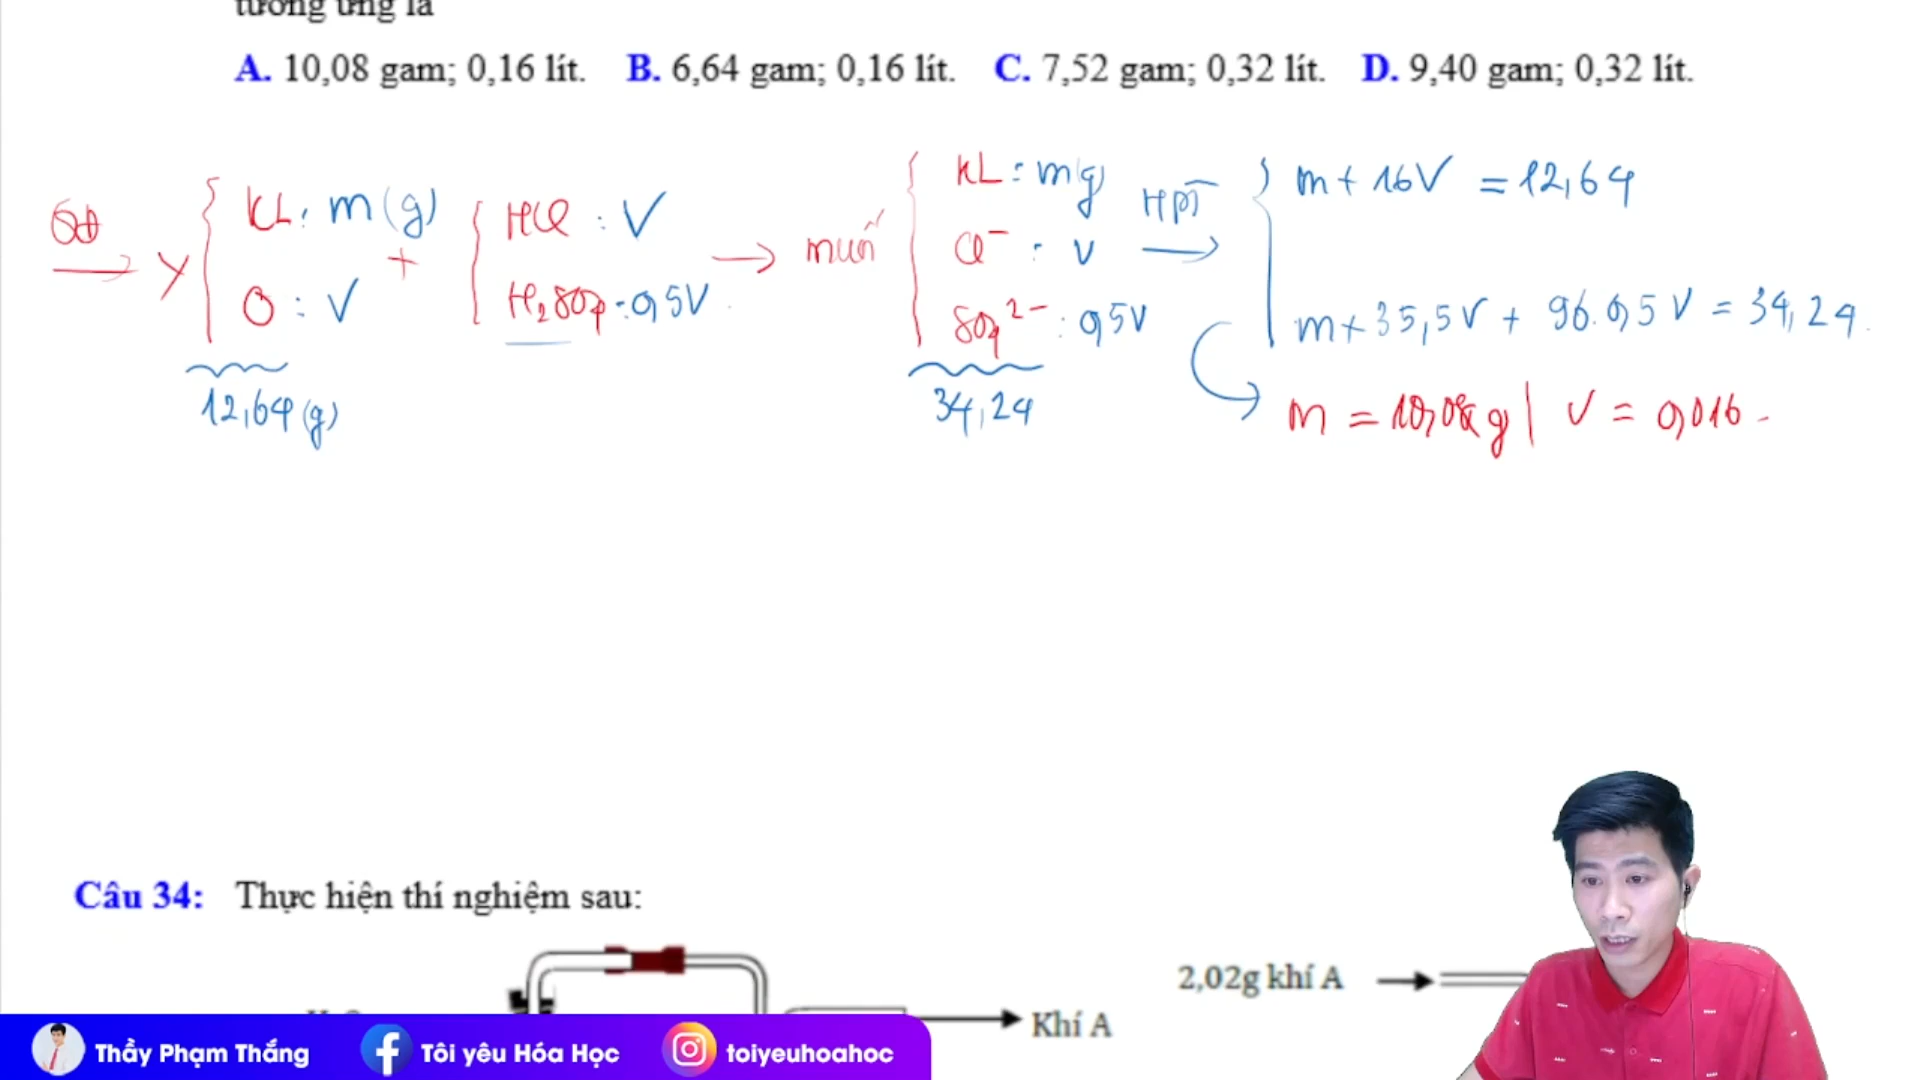 tương ứng là
A. 10,08 gam; 0,16 lít. B. 6,64 gam; 0,16 lít. C. 7,52 gam; 0,32 lít. D. 9,40 gam; 0,32 lít.
Y { KL: m(g)
O : V
12,64 (g)
+ { HCl : V
H₂SO₄ : 0,5V
→ muối { KL : m(g)
Cl⁻ : V
SO₄²⁻ : 0,5V
34,24
HPT → { m + 16V = 12,64
m + 35,5V + 96.0,5V = 34,24
m = 10,08g | V = 0,016
Câu 34: Thực hiện thí nghiệm sau:
2,02g khí A
Khí A
Thầy Phạm Thắng Tôi yêu Hóa Học toiyeuhoahoc